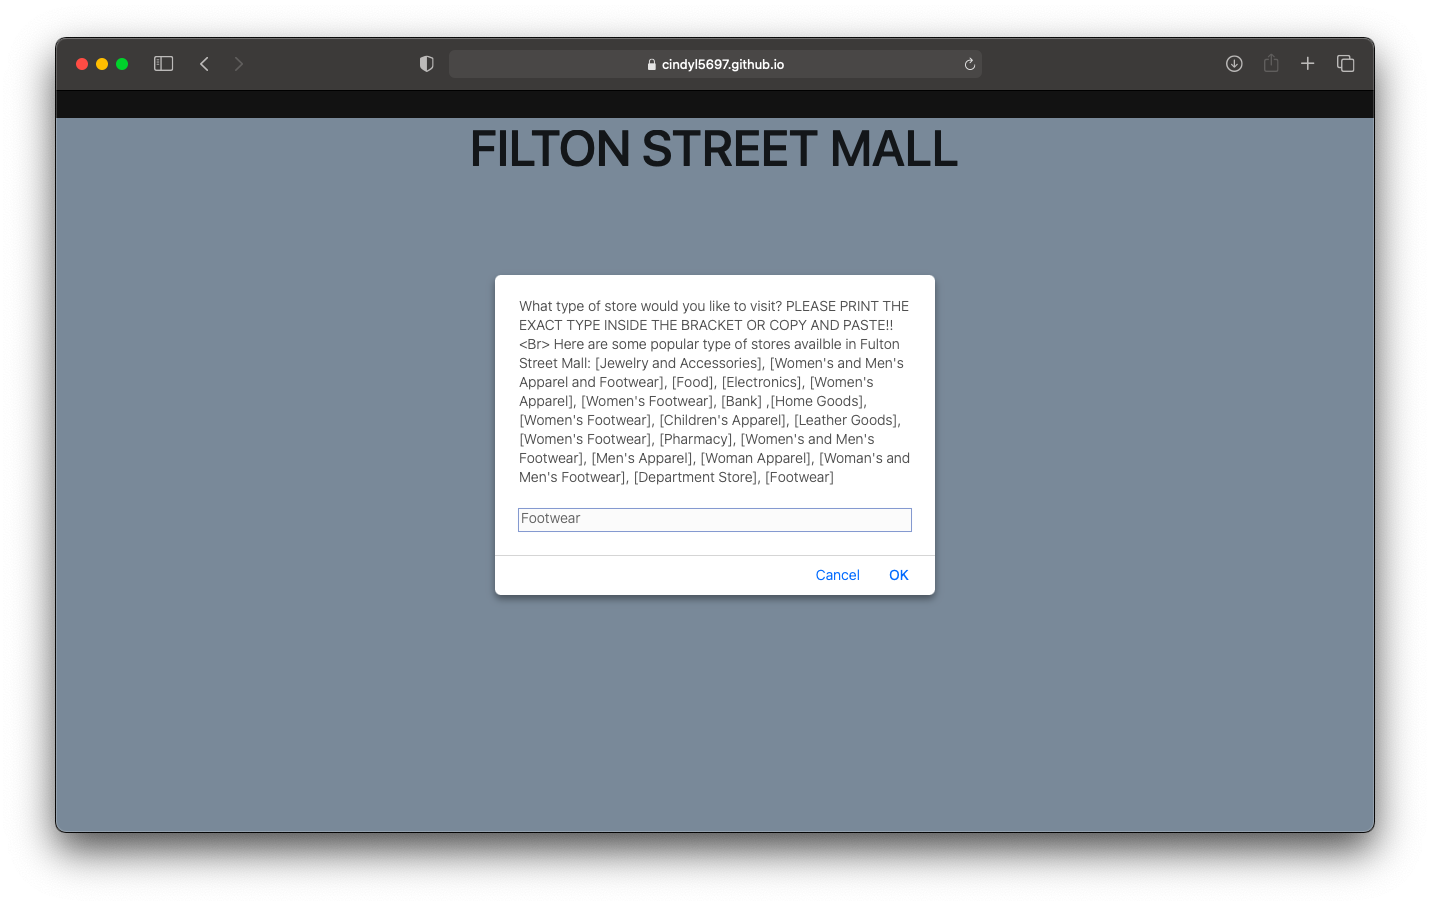 cindyl5697.github.io
FILTON STREET MALL
What type of store would you like to visit? PLEASE PRINT THE
EXACT TYPE INSIDE THE BRACKET OR COPY AND PASTE!!
<Br> Here are some popular type of stores availble in Fulton
Street Mall: [Jewelry and Accessories], [Women's and Men's
Apparel and Footwear], [Food], [Electronics], [Women's
Apparel], [Women's Footwear], [Bank] ,[Home Goods],
[Women's Footwear], [Children's Apparel], [Leather Goods],
[Women's Footwear], [Pharmacy], [Women's and Men's
Footwear], [Men's Apparel], [Woman Apparel], [Woman's and
Men's Footwear], [Department Store], [Footwear]
Footwear
Cancel OK